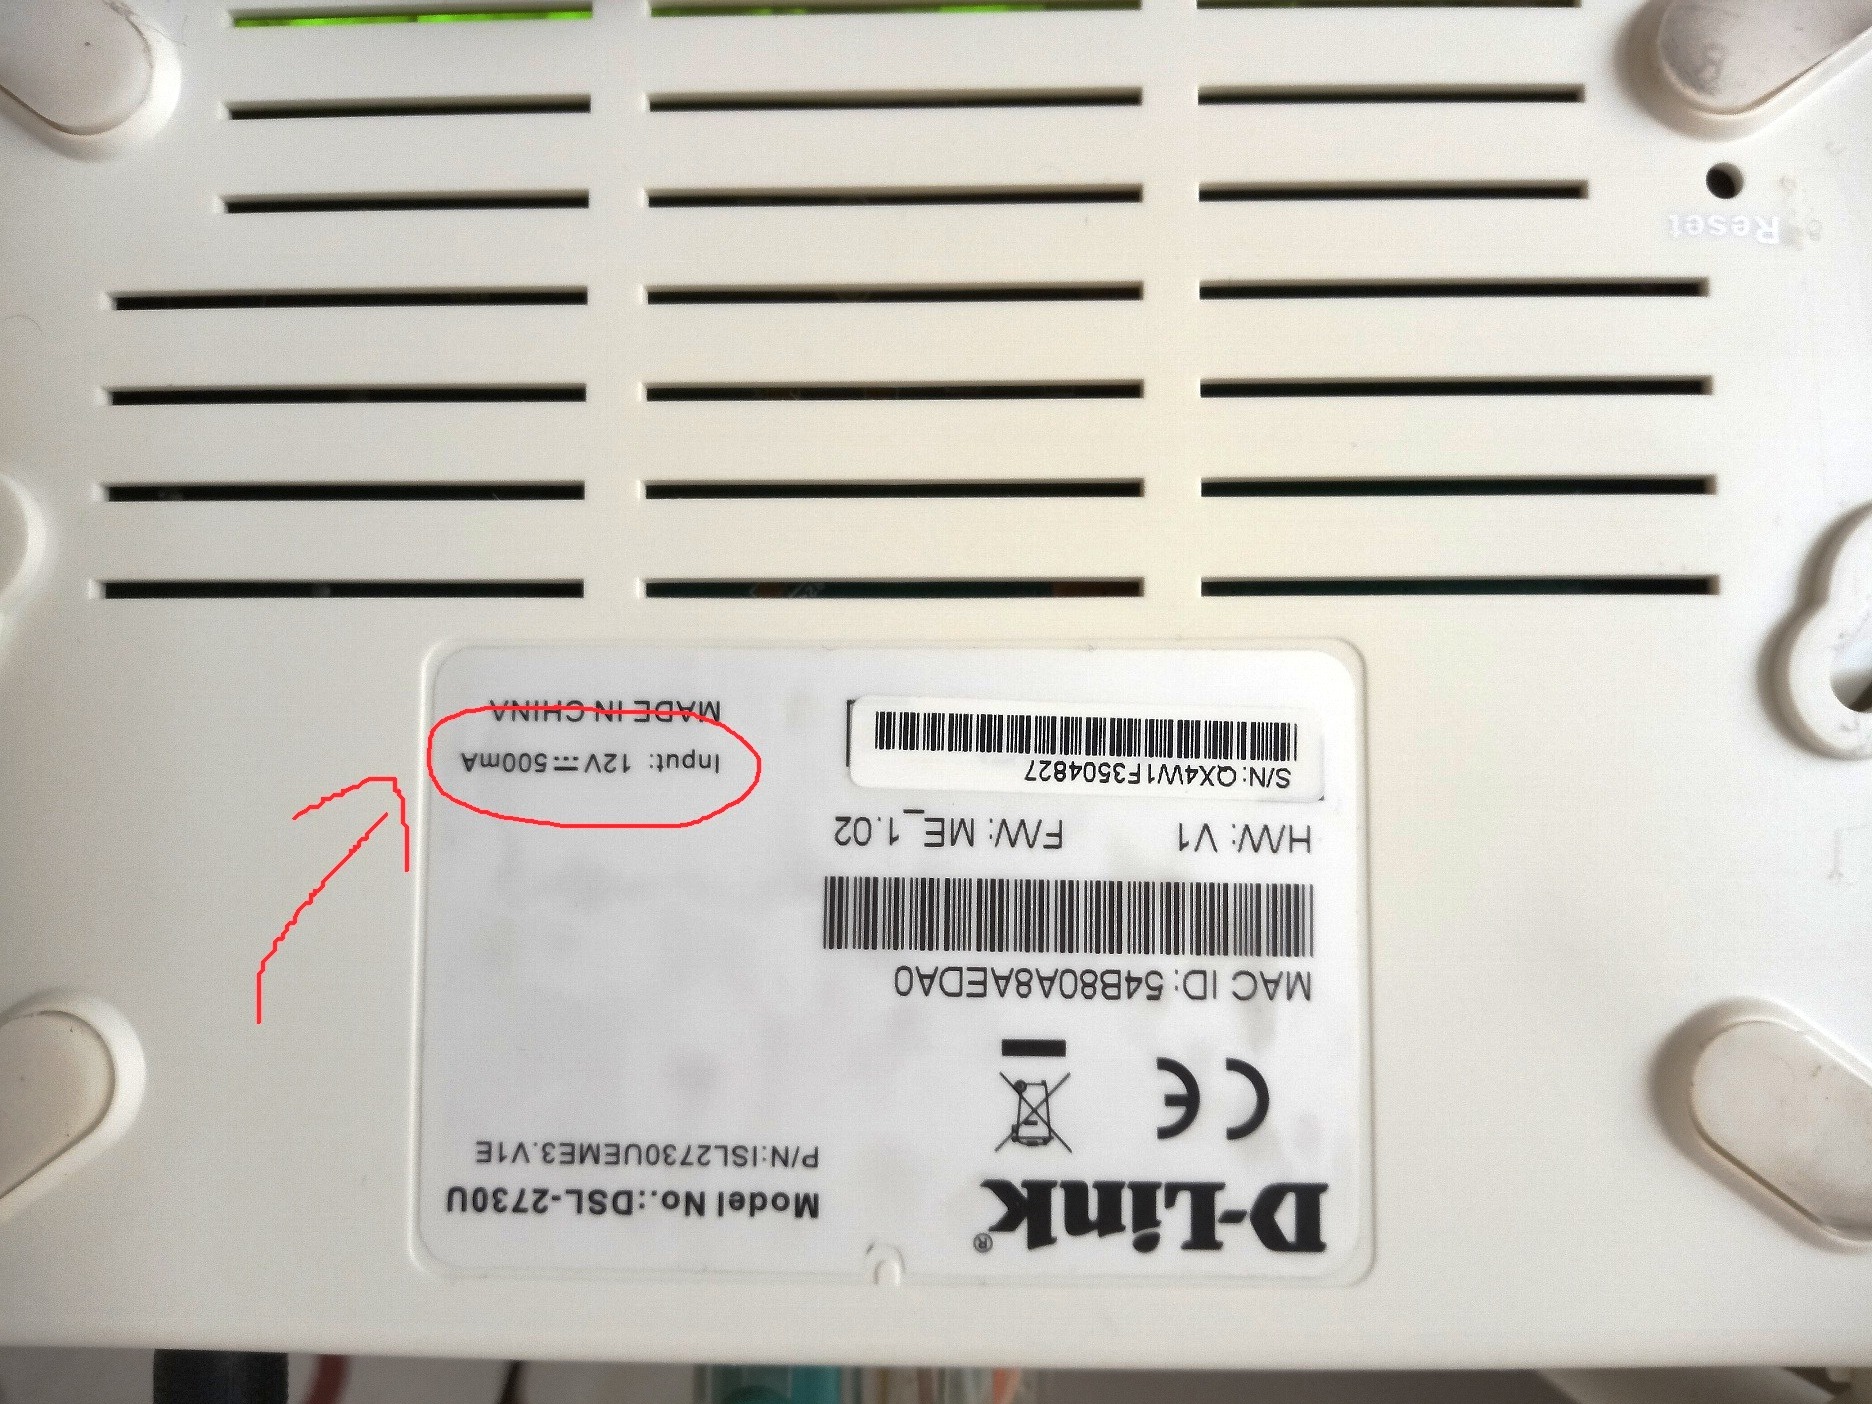 D-Link®
Model No.:DSL-2730U
P/N:ISL2730UEME3.V1E
CE
MAC ID: 54B80A8AEDA0
H/W: V1 F/W: ME_1.02
S/N:QX4W1F3504827
Input: 12V⎓500mA
MADE IN CHINA
Reset